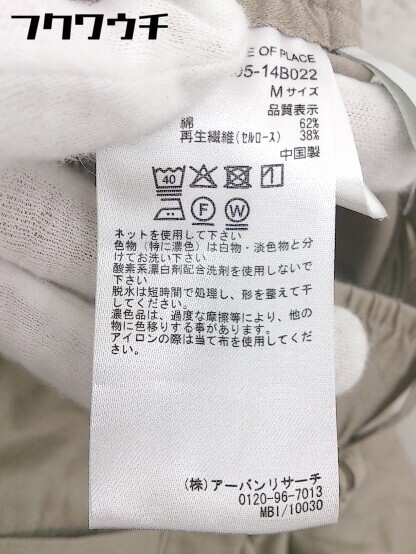 フクワウチ
E OF PLACE
05-14B022
Mサイズ
品質表示
綿 62%
再生繊維(セルロース) 38%
中国製
40
F W
ネットを使用して下さい
色物(特に濃色)は白物・淡色物と分
けてお洗い下さい
酸素系漂白剤配合洗剤を使用しないで
下さい
脱水は短時間で処理し、形を整えて干
してください。
濃色品は、過度な摩擦等により、他の
物に色移りする事があります。
アイロンの際は当て布を使用してくだ
さい。
(株)アーバンリサーチ
0120-96-7013
MBI/10030